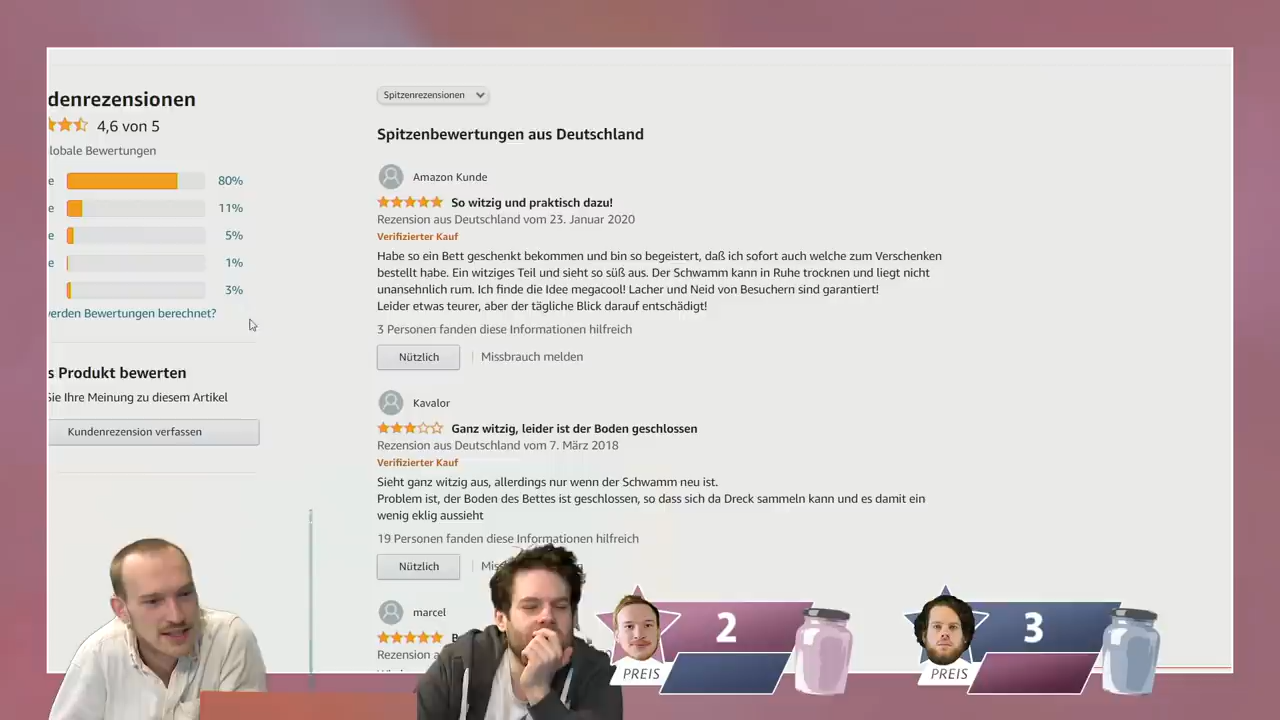 denrezensionen
4,6 von 5
lobale Bewertungen
e 80%
e 11%
e 5%
e 1%
e 3%
verden Bewertungen berechnet?
s Produkt bewerten
Sie Ihre Meinung zu diesem Artikel
Kundenrezension verfassen
Spitzenrezensionen
Spitzenbewertungen aus Deutschland
Amazon Kunde
So witzig und praktisch dazu!
Rezension aus Deutschland vom 23. Januar 2020
Verifizierter Kauf
Habe so ein Bett geschenkt bekommen und bin so begeistert, daß ich sofort auch welche zum Verschenken
bestellt habe. Ein witziges Teil und sieht so süß aus. Der Schwamm kann in Ruhe trocknen und liegt nicht
unansehnlich rum. Ich finde die Idee megacool! Lacher und Neid von Besuchern sind garantiert!
Leider etwas teurer, aber der tägliche Blick darauf entschädigt!
3 Personen fanden diese Informationen hilfreich
Nützlich
Missbrauch melden
Kavalor
Ganz witzig, leider ist der Boden geschlossen
Rezension aus Deutschland vom 7. März 2018
Verifizierter Kauf
Sieht ganz witzig aus, allerdings nur wenn der Schwamm neu ist.
Problem ist, der Boden des Bettes ist geschlossen, so dass sich da Dreck sammeln kann und es damit ein
wenig eklig aussieht
19 Personen fanden diese Informationen hilfreich
Nützlich
marcel
Rezension a
2
PREIS
3
PREIS